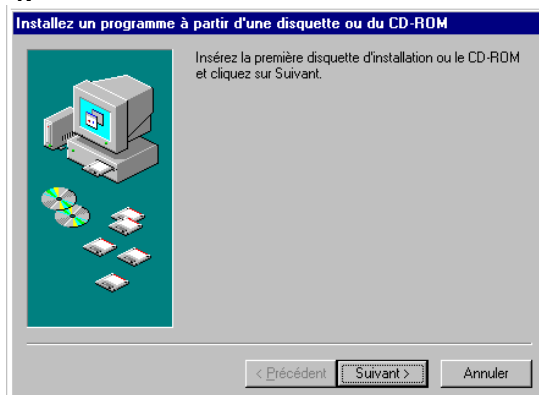 Installez un programme à partir d'une disquette ou du CD-ROM
Insérez la première disquette d'installation ou le CD-ROM
et cliquez sur Suivant.
< Précédent
Suivant >
Annuler